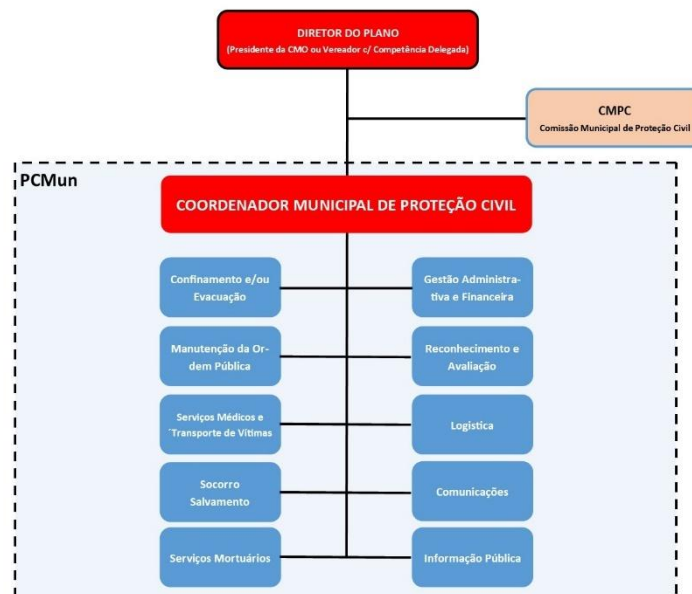 DIRETOR DO PLANO
(Presidente da CMO ou Vereador c/ Competência Delegada)
CMPC
Comissão Municipal de Proteção Civil
PCMun
COORDENADOR MUNICIPAL DE PROTEÇÃO CIVIL
Confinamento e/ou
Evacuação
Gestão Administra-
tiva e Financeira
Manutenção da Or-
dem Pública
Reconhecimento e
Avaliação
Serviços Médicos e
´Transporte de Vítimas
Logistica
Socorro
Salvamento
Comunicações
Serviços Mortuários
Informação Pública